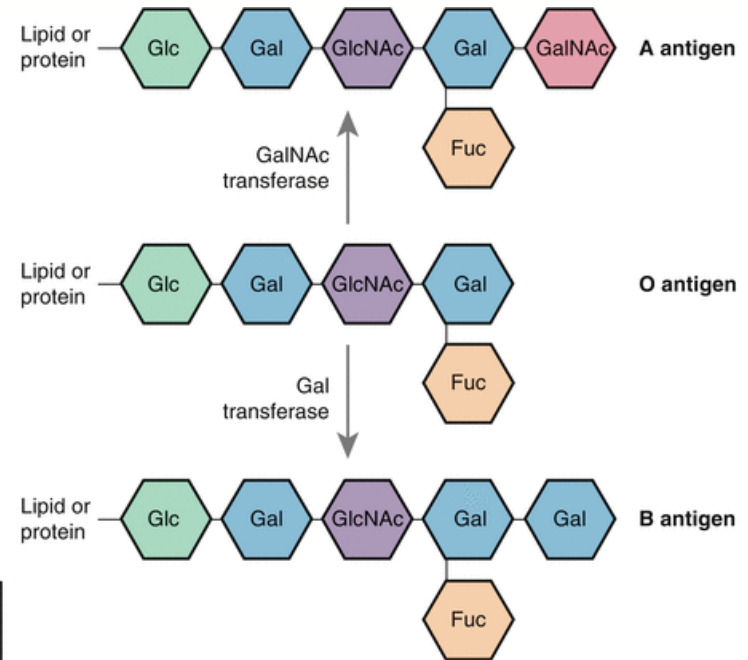 Lipid or
protein
Glc
Gal
GlcNAc
Gal
GalNAc
A antigen
Fuc
GalNAc
transferase
Lipid or
protein
Glc
Gal
GlcNAc
Gal
O antigen
Fuc
Gal
transferase
Lipid or
protein
Glc
Gal
GlcNAc
Gal
Gal
B antigen
Fuc